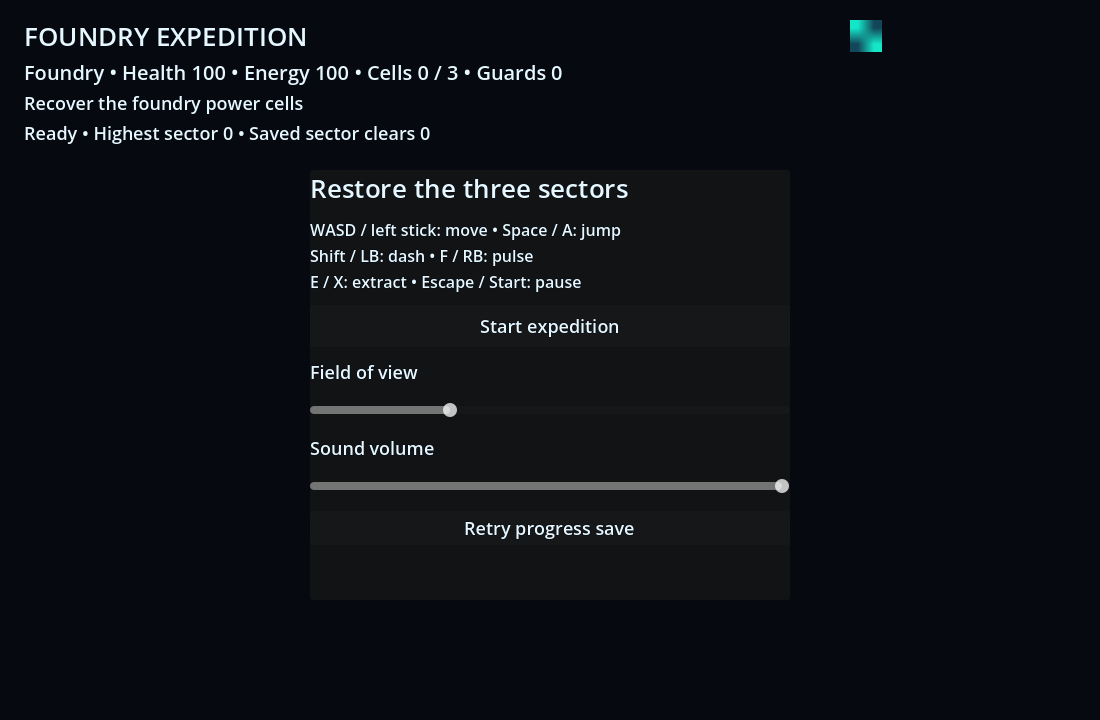 FOUNDRY EXPEDITION
Foundry • Health 100 • Energy 100 • Cells 0 / 3 • Guards 0
Recover the foundry power cells
Ready • Highest sector 0 • Saved sector clears 0
Restore the three sectors
WASD / left stick: move • Space / A: jump
Shift / LB: dash • F / RB: pulse
E / X: extract • Escape / Start: pause
Start expedition
Field of view
Sound volume
Retry progress save